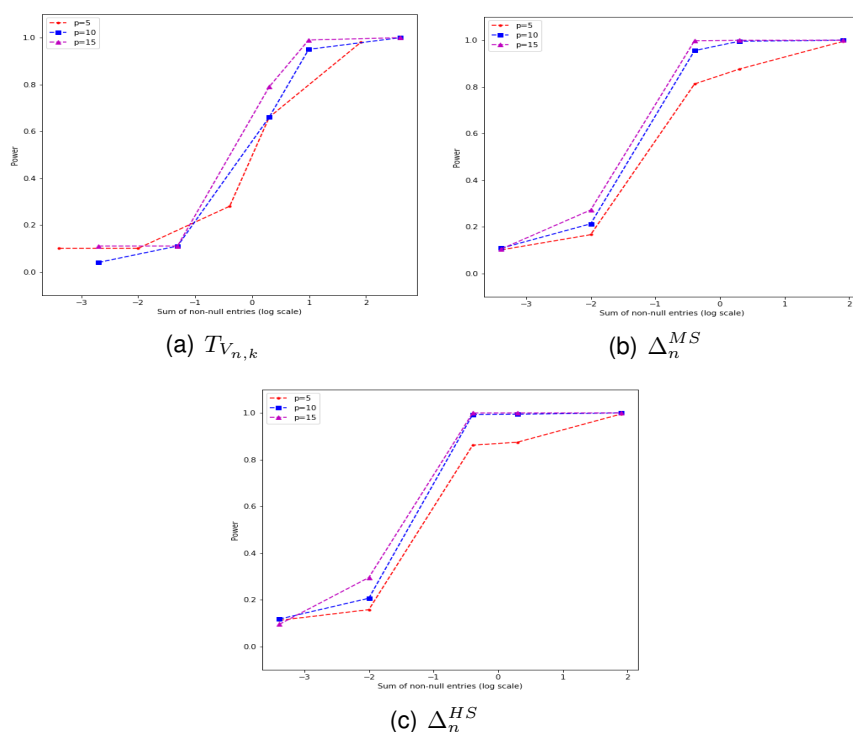 p=5
p=10
p=15
1.0
0.8
0.6
0.4
0.2
0.0
Power
−3 −2 −1 0 1 2
Sum of non-null entries (log scale)
(a) $T_{V_{n,k}}$
p=5
p=10
p=15
1.0
0.8
0.6
0.4
0.2
0.0
Power
−3 −2 −1 0 1 2
Sum of non-null entries (log scale)
(b) $\Delta_n^{MS}$
p=5
p=10
p=15
1.0
0.8
0.6
0.4
0.2
0.0
Power
−3 −2 −1 0 1 2
Sum of non-null entries (log scale)
(c) $\Delta_n^{HS}$